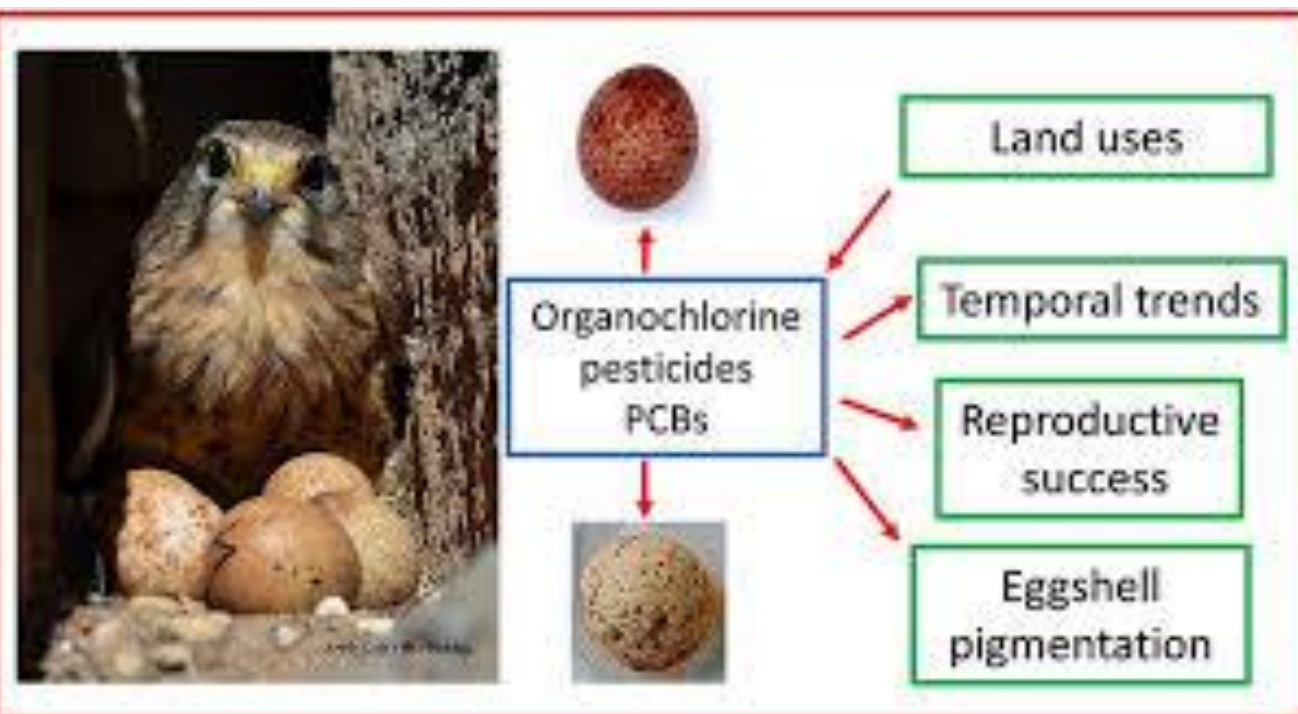 Organochlorine
pesticides
PCBs
Land uses
Temporal trends
Reproductive
success
Eggshell
pigmentation